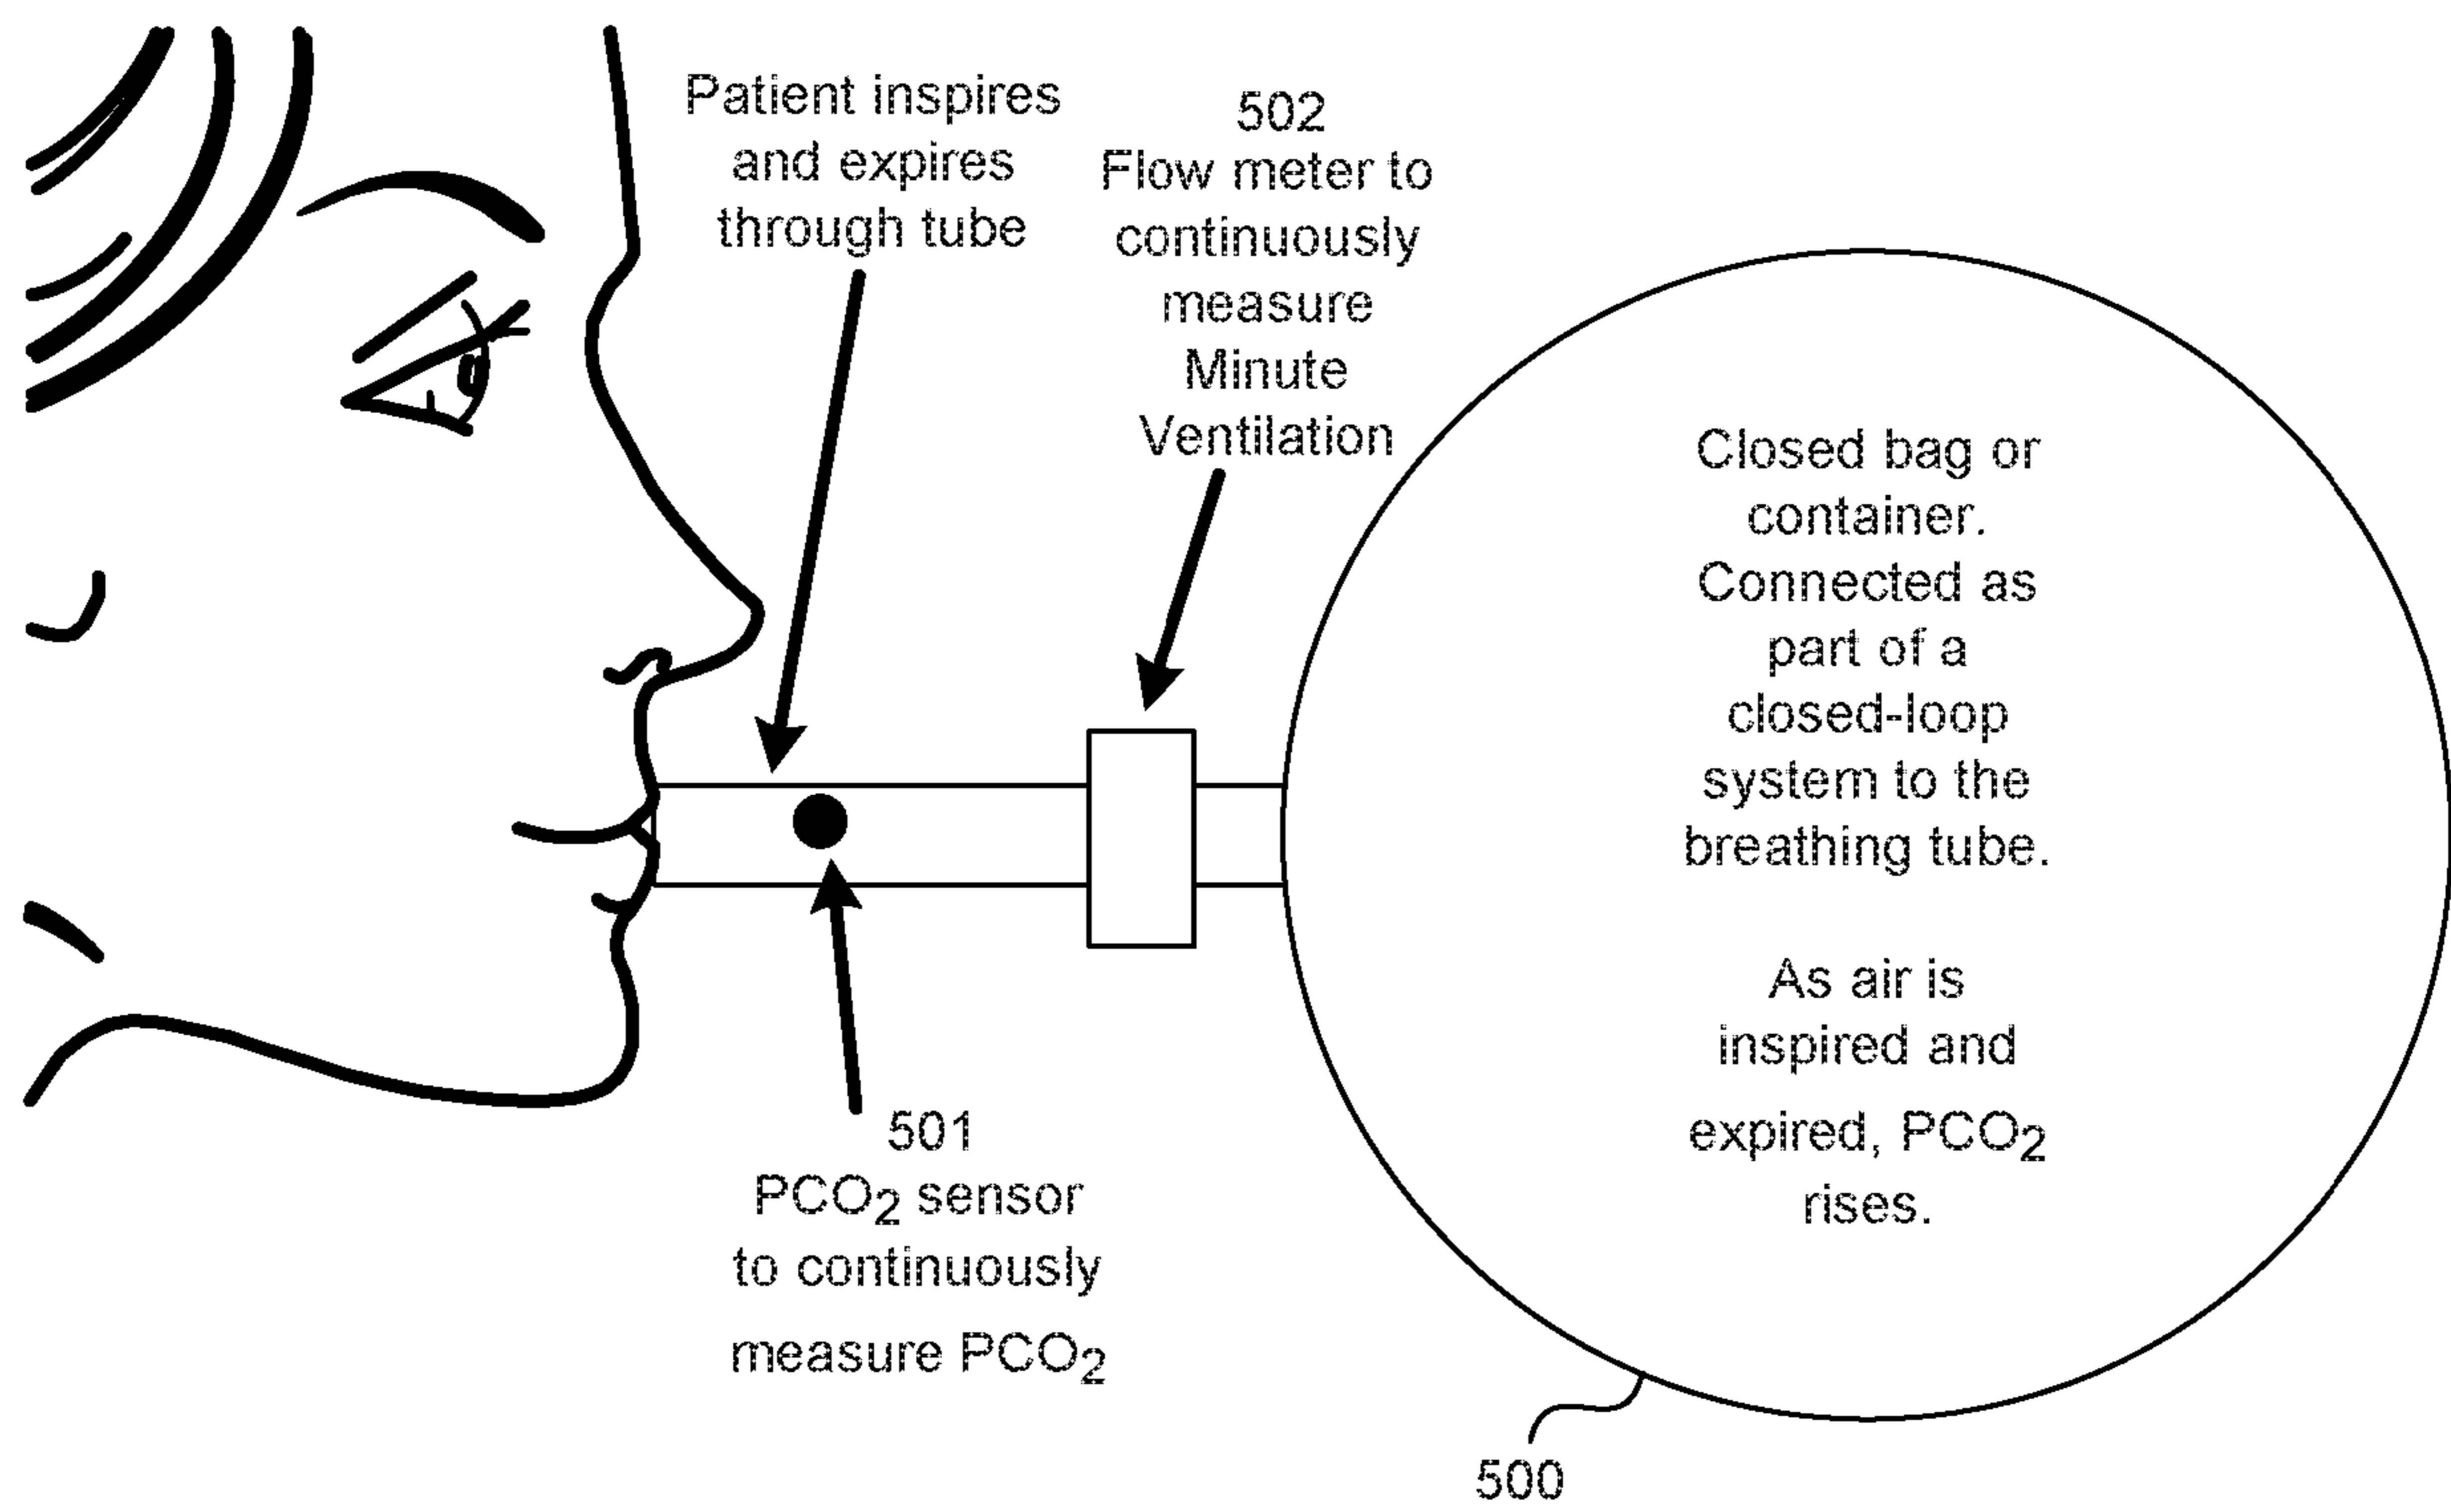 Patient inspires
and expires
through tube
502
Flow meter to
continuously
measure
Minute
Ventilation
Closed bag or
container.
Connected as
part of a
closed-loop
system to the
breathing tube.
As air is
inspired and
expired, PCO₂
rises.
501
PCO₂ sensor
to continuously
measure PCO₂
500